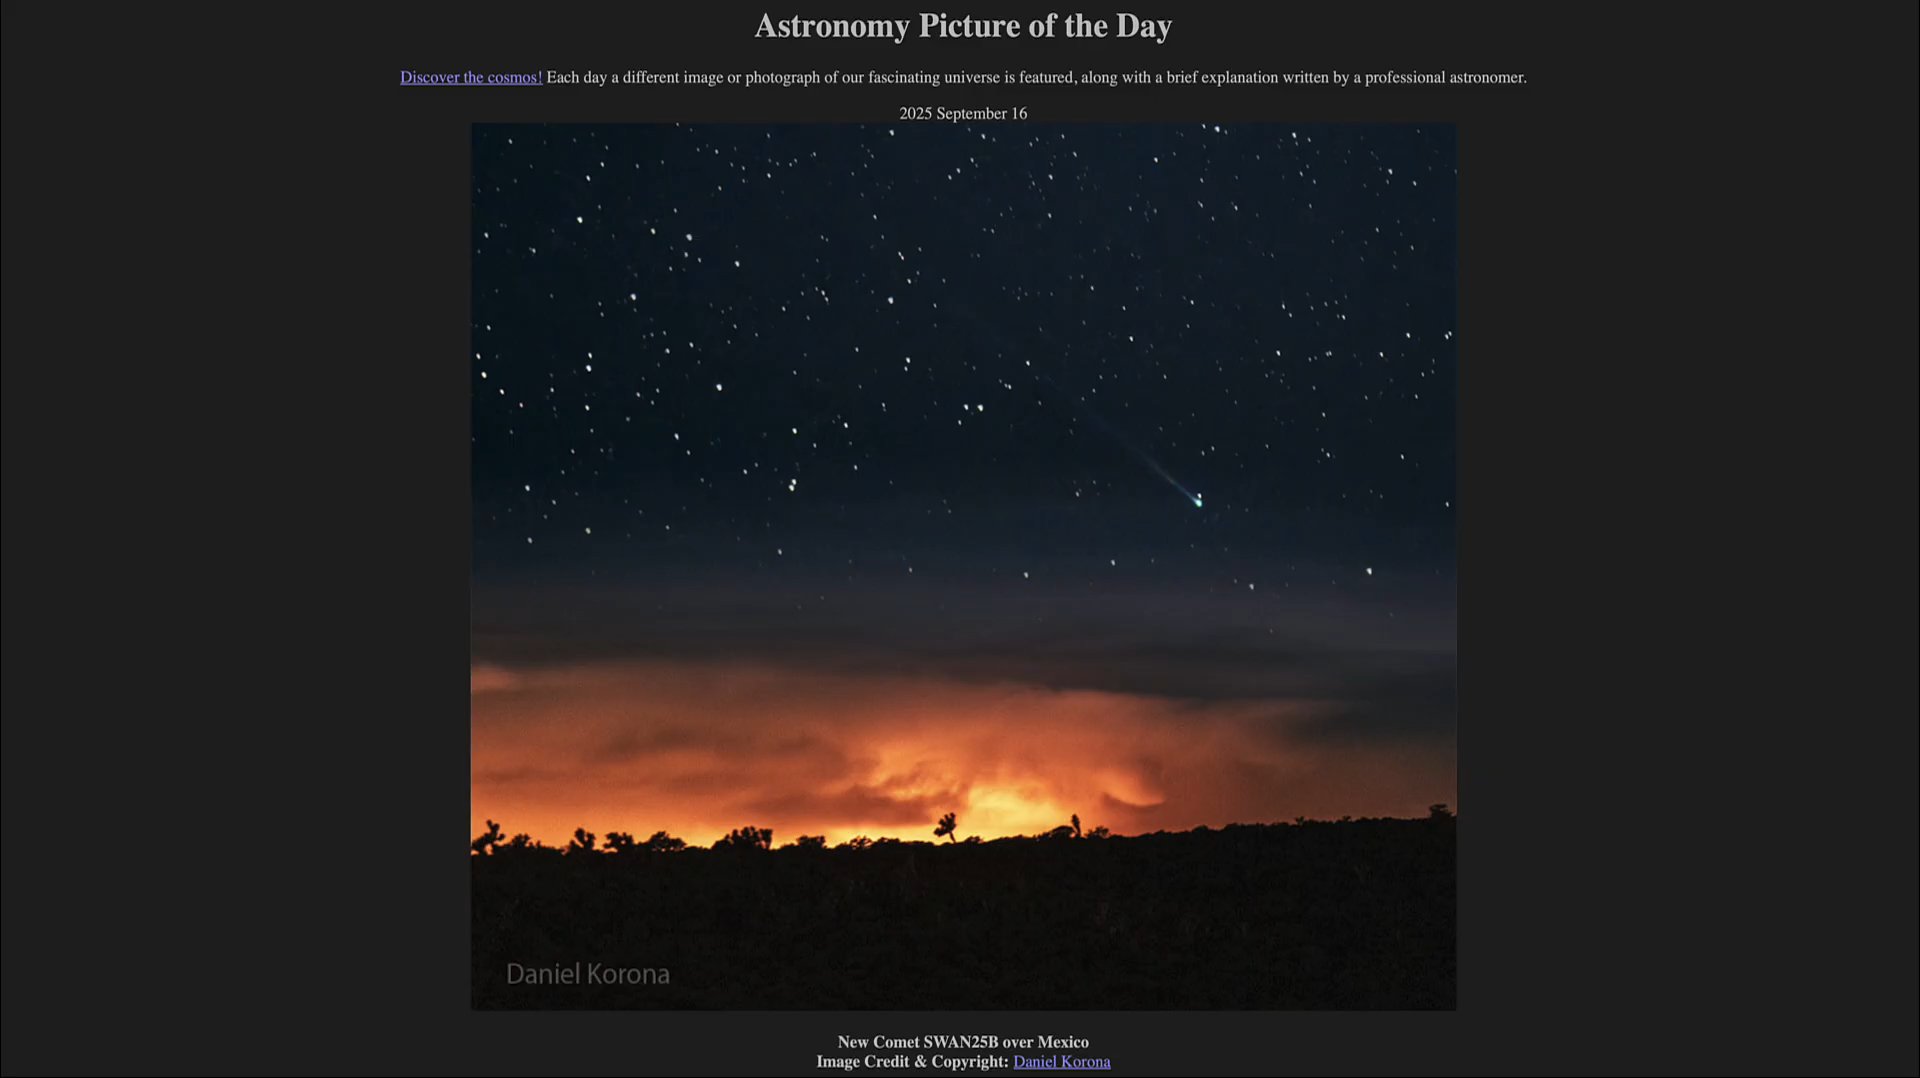 Astronomy Picture of the Day
Discover the cosmos! Each day a different image or photograph of our fascinating universe is featured, along with a brief explanation written by a professional astronomer.
2025 September 16
Daniel Korona
New Comet SWAN25B over Mexico
Image Credit & Copyright: Daniel Korona